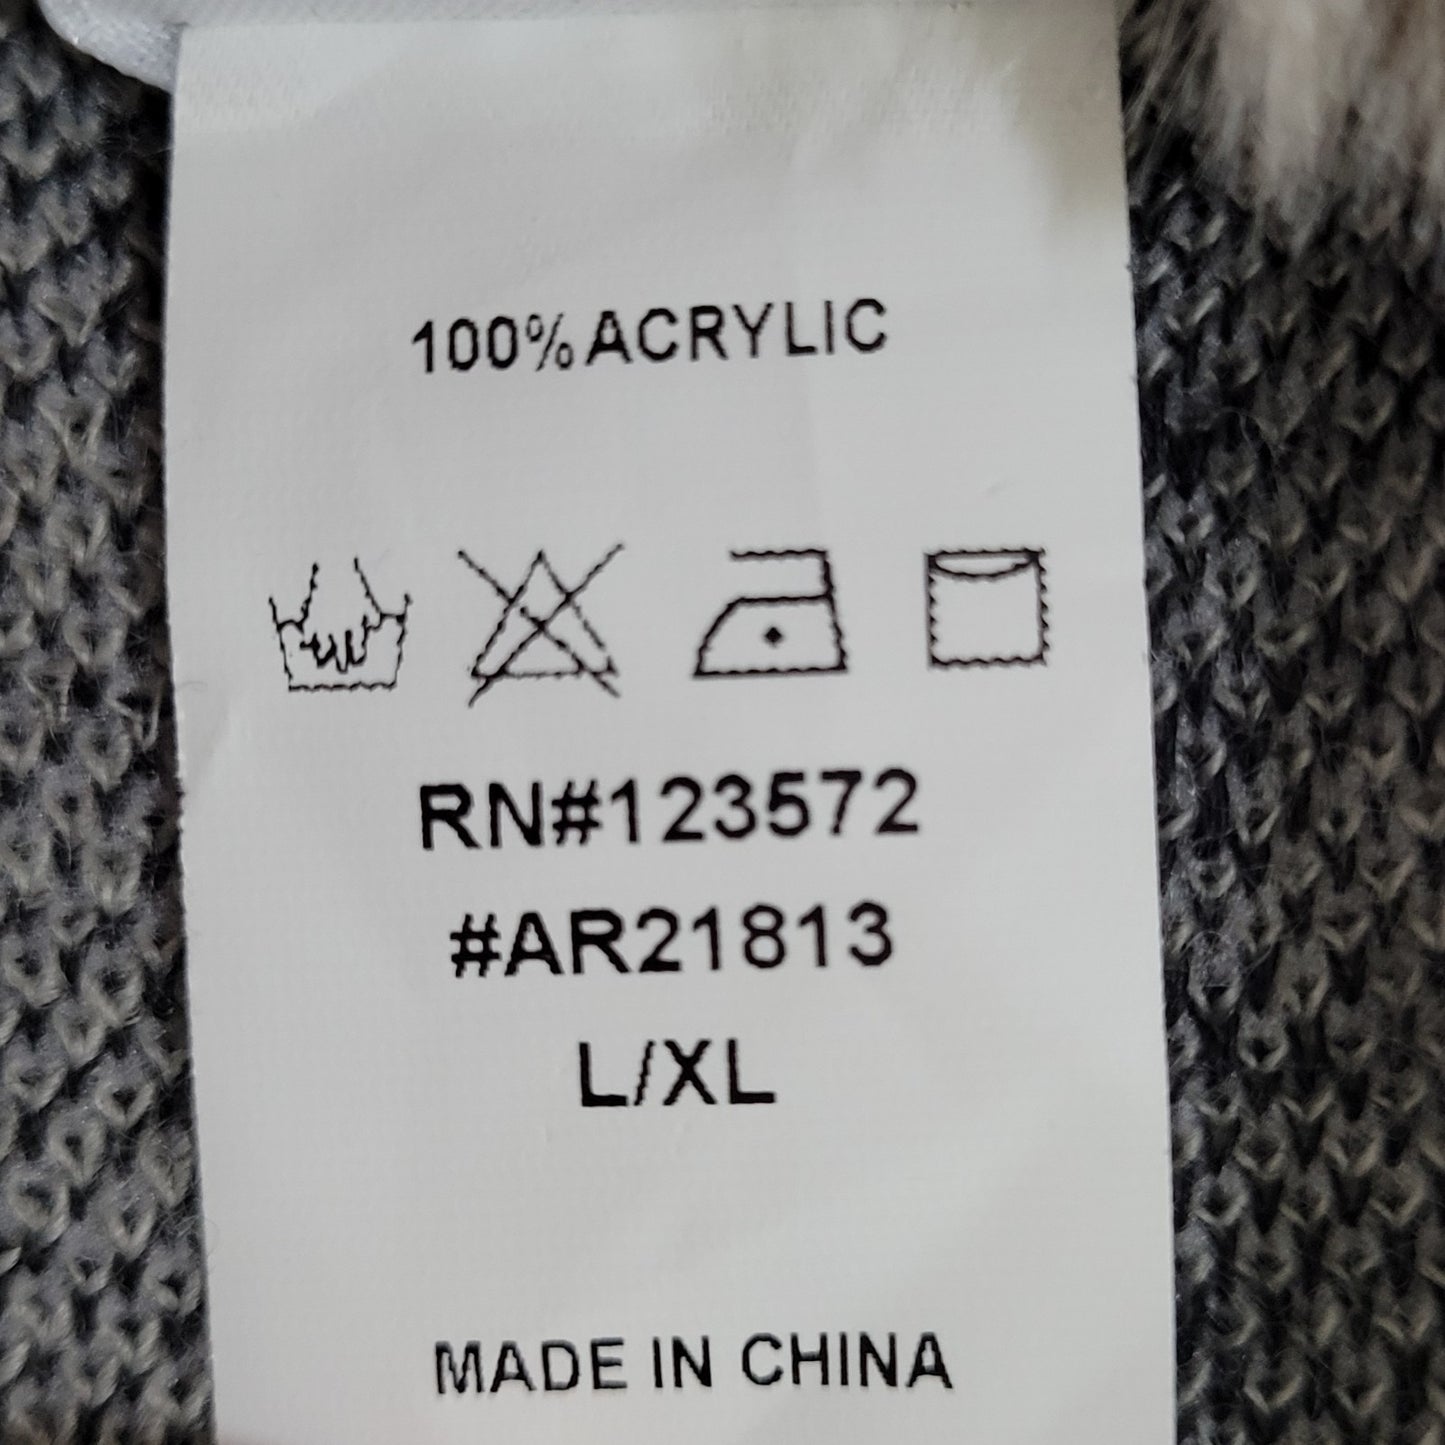 100% ACRYLIC
RN#123572
#AR21813
L/XL
MADE IN CHINA